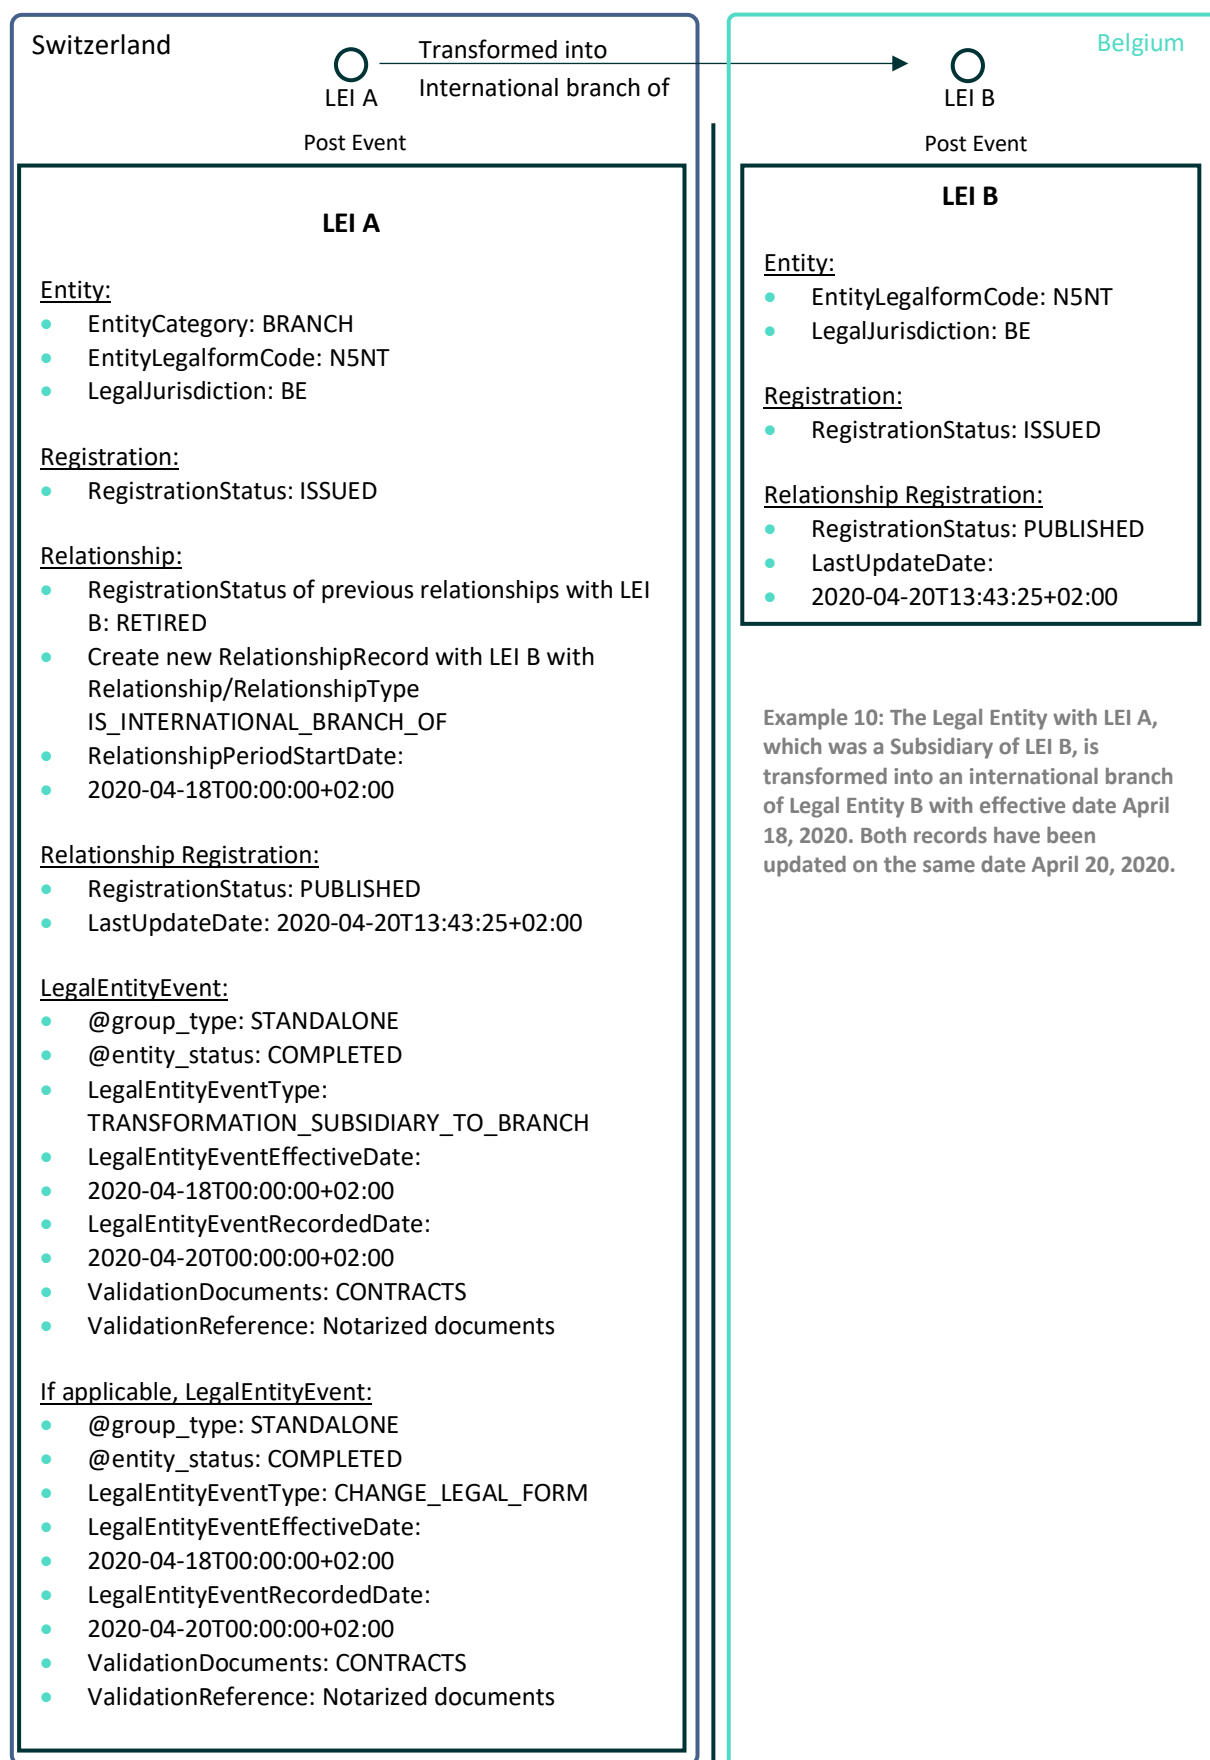 Switzerland
Transformed into
International branch of
LEI A
Post Event
LEI A
Entity:
• EntityCategory: BRANCH
• EntityLegalformCode: N5NT
• LegalJurisdiction: BE
Registration:
• RegistrationStatus: ISSUED
Relationship:
• RegistrationStatus of previous relationships with LEI
B: RETIRED
• Create new RelationshipRecord with LEI B with
Relationship/RelationshipType
IS_INTERNATIONAL_BRANCH_OF
• RelationshipPeriodStartDate:
• 2020-04-18T00:00:00+02:00
Relationship Registration:
• RegistrationStatus: PUBLISHED
• LastUpdateDate: 2020-04-20T13:43:25+02:00
LegalEntityEvent:
• @group_type: STANDALONE
• @entity_status: COMPLETED
• LegalEntityEventType:
TRANSFORMATION_SUBSIDIARY_TO_BRANCH
• LegalEntityEventEffectiveDate:
• 2020-04-18T00:00:00+02:00
• LegalEntityEventRecordedDate:
• 2020-04-20T00:00:00+02:00
• ValidationDocuments: CONTRACTS
• ValidationReference: Notarized documents
If applicable, LegalEntityEvent:
• @group_type: STANDALONE
• @entity_status: COMPLETED
• LegalEntityEventType: CHANGE_LEGAL_FORM
• LegalEntityEventEffectiveDate:
• 2020-04-18T00:00:00+02:00
• LegalEntityEventRecordedDate:
• 2020-04-20T00:00:00+02:00
• ValidationDocuments: CONTRACTS
• ValidationReference: Notarized documents
Belgium
LEI B
Post Event
LEI B
Entity:
• EntityLegalformCode: N5NT
• LegalJurisdiction: BE
Registration:
• RegistrationStatus: ISSUED
Relationship Registration:
• RegistrationStatus: PUBLISHED
• LastUpdateDate:
• 2020-04-20T13:43:25+02:00
Example 10: The Legal Entity with LEI A,
which was a Subsidiary of LEI B, is
transformed into an international branch
of Legal Entity B with effective date April
18, 2020. Both records have been
updated on the same date April 20, 2020.